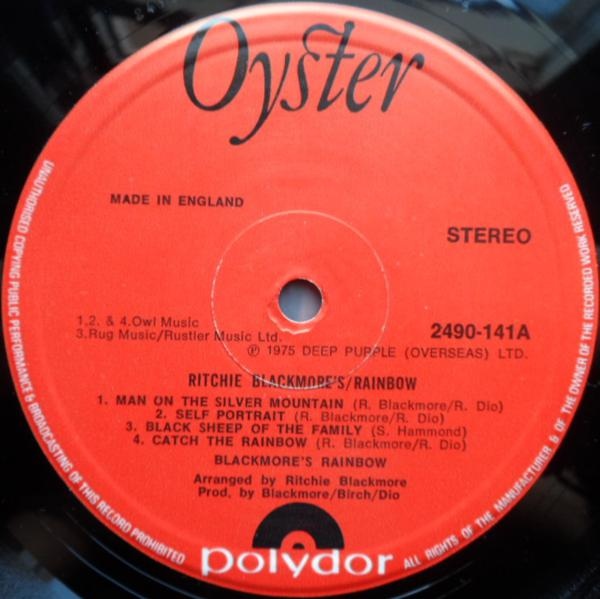 Oyster
MADE IN ENGLAND
STEREO
1,2. & 4.Owl Music
3.Rug Music/Rustler Music Ltd.
2490-141A
℗ 1975 DEEP PURPLE (OVERSEAS) LTD.
RITCHIE BLACKMORE'S/RAINBOW
1. MAN ON THE SILVER MOUNTAIN (R. Blackmore/R. Dio)
2. SELF PORTRAIT (R. Blackmore/R. Dio)
3. BLACK SHEEP OF THE FAMILY (S. Hammond)
4. CATCH THE RAINBOW (R. Blackmore/R. Dio)
BLACKMORE'S RAINBOW
Arranged by Ritchie Blackmore
Prod, by Blackmore/Birch/Dio
polydor
UNAUTHORISED COPYING PUBLIC PERFORMANCE & BROADCASTING OF THIS RECORD PROHIBITED
ALL RIGHTS OF THE MANUFACTURER & OF THE OWNER OF THE RECORDED WORK RESERVED